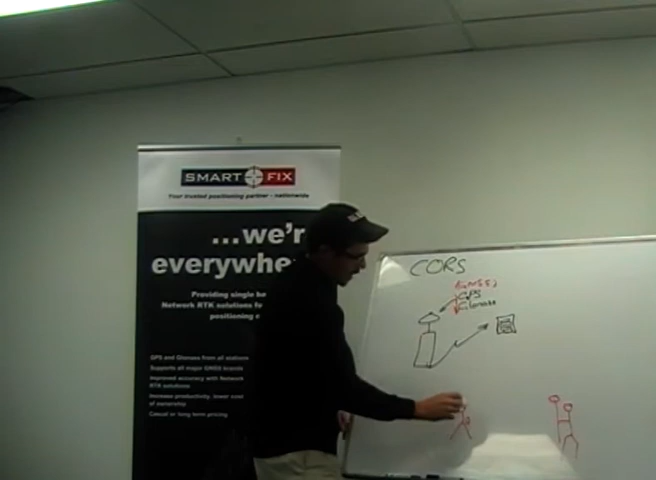 SMART FIX
Your trusted positioning partner - nationwide
...we'r
everywhe
Providing single b
Network RTK solutions fo
positioning
GPS and Glonass from all stations
Supports all major GNSS brands
Improved accuracy with Network
RTK solutions
Increase productivity, lower cost
of ownership
Casual or long term pricing
CORS
GNSS
GPS
Glonass